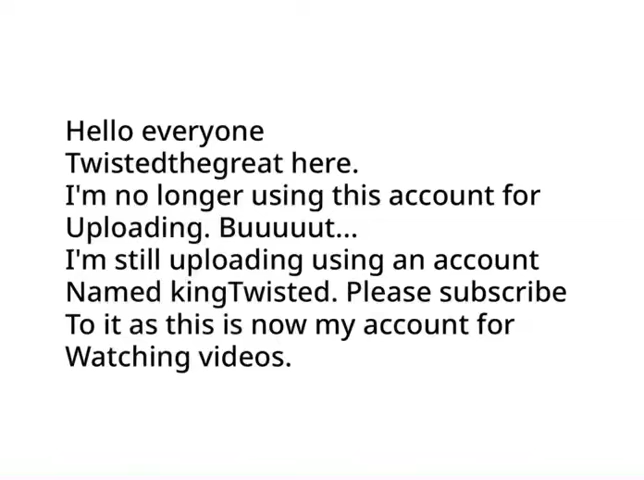 Hello everyone
Twistedthegreat here.
I'm no longer using this account for
Uploading. Buuuuut...
I'm still uploading using an account
Named kingTwisted. Please subscribe
To it as this is now my account for
Watching videos.